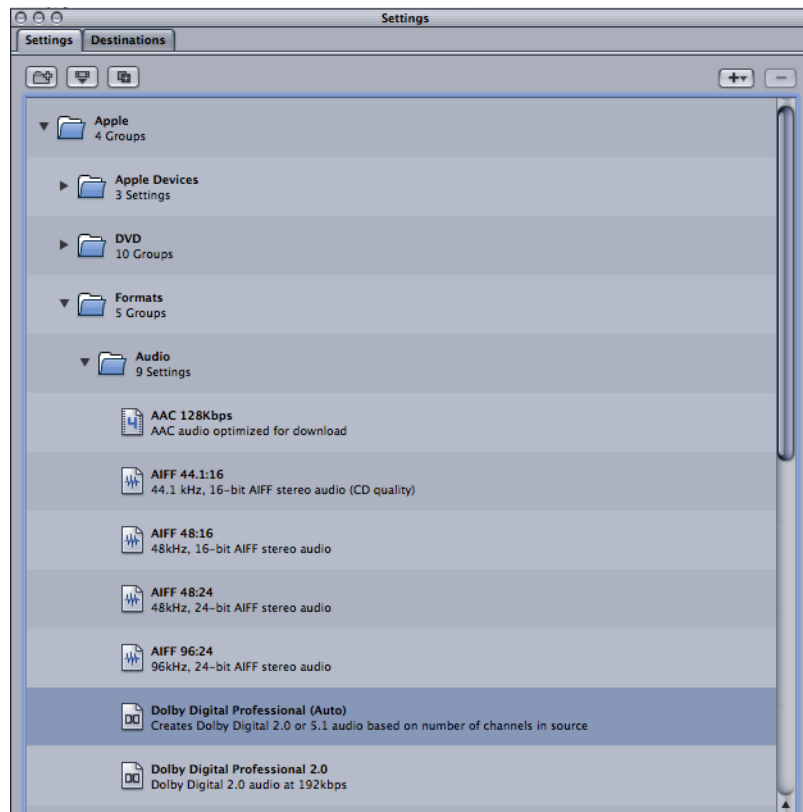 Settings
Settings Destinations
Apple
4 Groups
Apple Devices
3 Settings
DVD
10 Groups
Formats
5 Groups
Audio
9 Settings
AAC 128Kbps
AAC audio optimized for download
AIFF 44.1:16
44.1 kHz, 16-bit AIFF stereo audio (CD quality)
AIFF 48:16
48kHz, 16-bit AIFF stereo audio
AIFF 48:24
48kHz, 24-bit AIFF stereo audio
AIFF 96:24
96kHz, 24-bit AIFF stereo audio
Dolby Digital Professional (Auto)
Creates Dolby Digital 2.0 or 5.1 audio based on number of channels in source
Dolby Digital Professional 2.0
Dolby Digital 2.0 audio at 192kbps